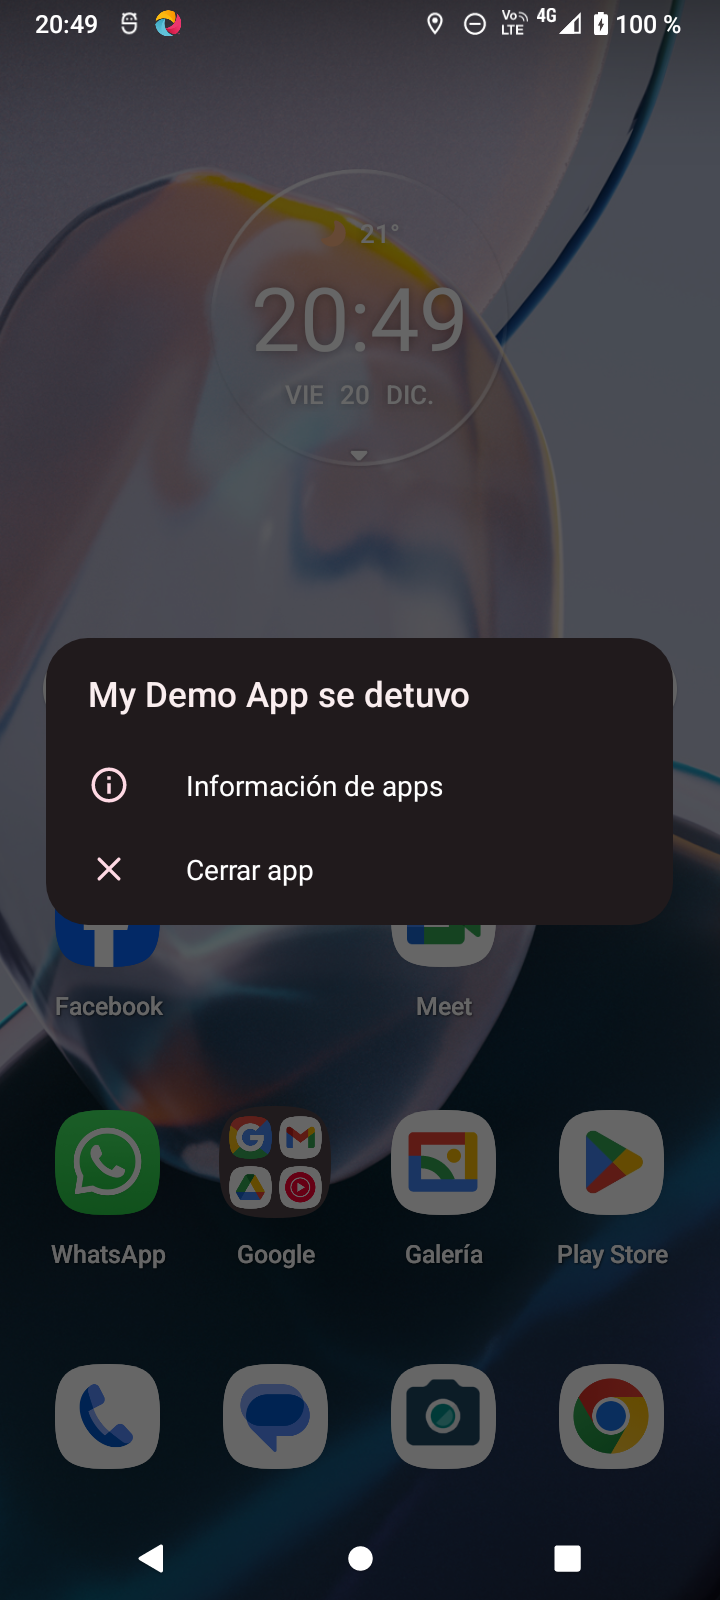 20:49 Vo LTE 4G 100 %
21°
20:49
VIE 20 DIC.
My Demo App se detuvo
Información de apps
Cerrar app
Facebook Meet
WhatsApp Google Galería Play Store